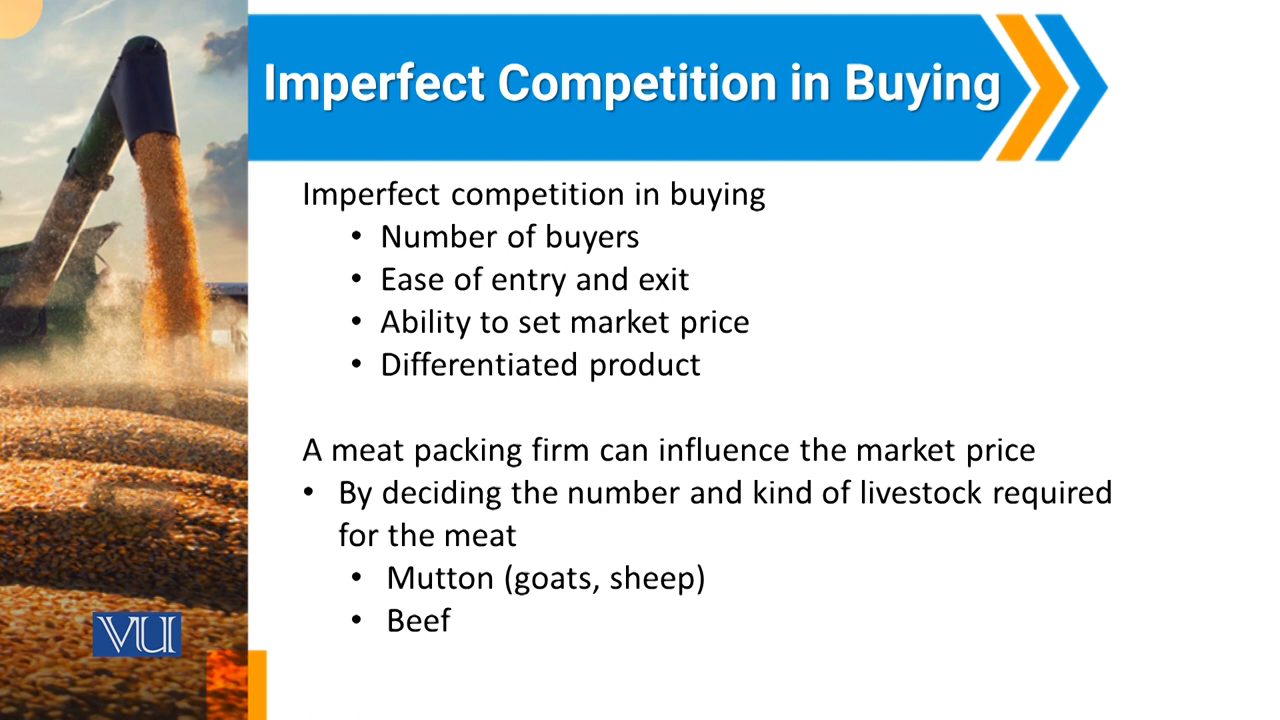 Imperfect Competition in Buying
Imperfect competition in buying
• Number of buyers
• Ease of entry and exit
• Ability to set market price
• Differentiated product
A meat packing firm can influence the market price
• By deciding the number and kind of livestock required
for the meat
• Mutton (goats, sheep)
• Beef
VU